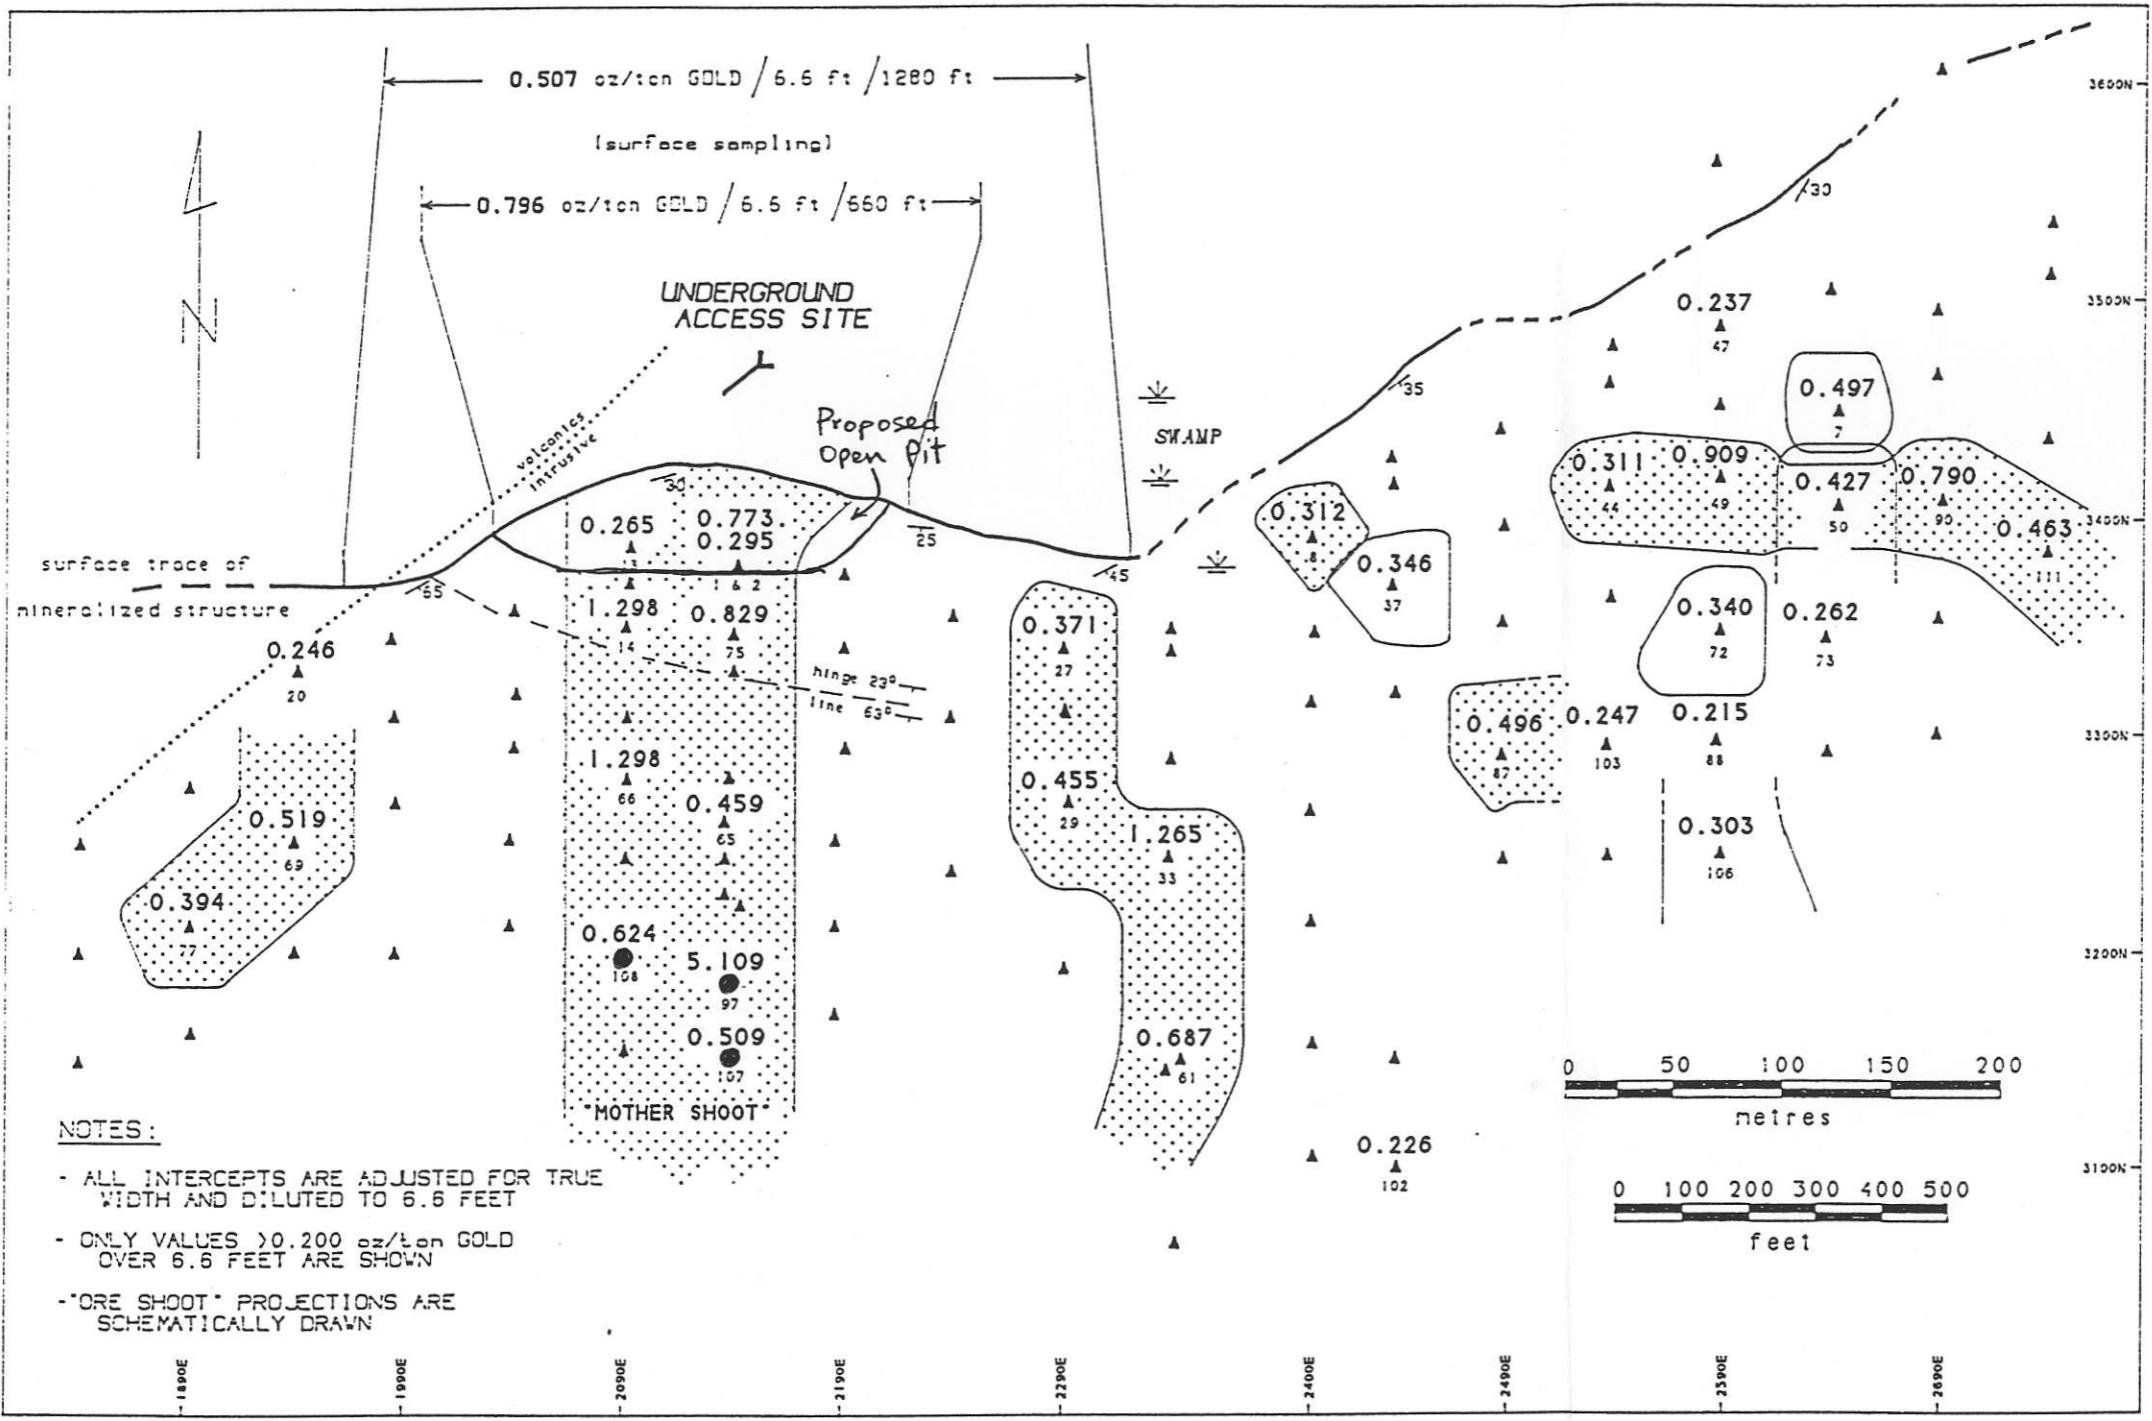 0.507 oz/ton GOLD / 6.6 ft / 1280 ft
(surface sampling)
0.796 oz/ton GOLD / 6.6 ft / 660 ft
N
UNDERGROUND
ACCESS SITE
volcanics
intrusive
Proposed
Open Pit
SWAMP
30
35
30
25
45
65
surface trace of
mineralized structure
hinge 23°
line 63°
0.237
47
0.497
7
0.311
44
0.909
49
0.427
50
0.790
90
0.463
111
0.312
8
0.346
37
0.340
72
0.262
73
0.496
87
0.247
103
0.215
88
0.303
106
0.226
102
0.265
13
0.773
0.295
1 & 2
1.298
14
0.829
75
1.298
66
0.459
65
0.624
108
5.109
97
0.509
107
"MOTHER SHOOT"
0.371
27
0.455
29
1.265
33
0.687
61
0.246
20
0.519
69
0.394
77
NOTES:
- ALL INTERCEPTS ARE ADJUSTED FOR TRUE
WIDTH AND DILUTED TO 6.6 FEET
- ONLY VALUES >0.200 oz/ton GOLD
OVER 6.6 FEET ARE SHOWN
- "ORE SHOOT" PROJECTIONS ARE
SCHEMATICALLY DRAWN
0 50 100 150 200
metres
0 100 200 300 400 500
feet
3600N
3500N
3400N
3300N
3200N
3100N
1890E
1990E
2090E
2190E
2290E
2400E
2490E
2590E
2690E